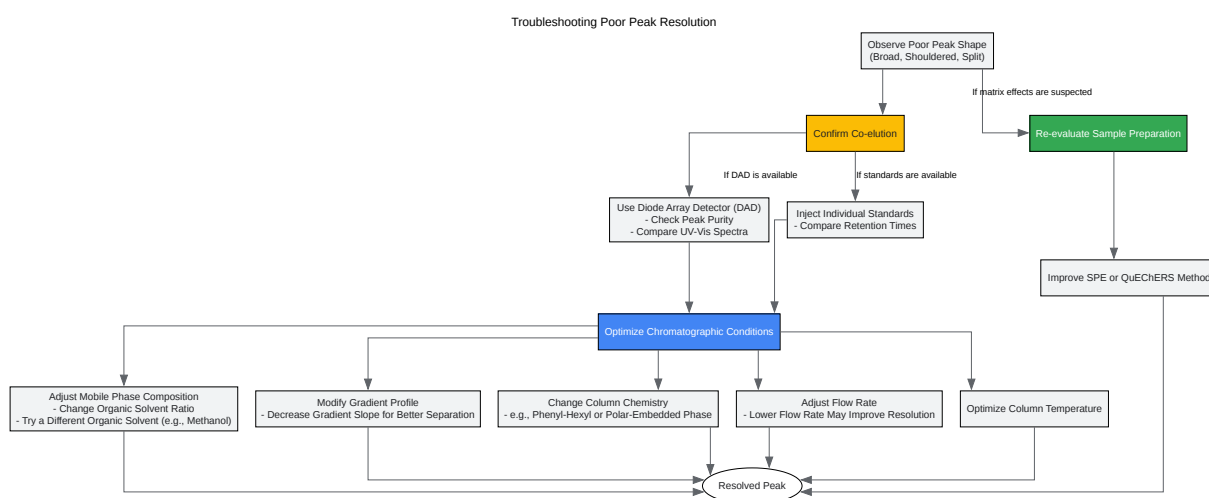 Troubleshooting Poor Peak Resolution
Observe Poor Peak Shape
(Broad, Shouldered, Split)
If matrix effects are suspected
Confirm Co-elution
Re-evaluate Sample Preparation
If DAD is available
If standards are available
Use Diode Array Detector (DAD)
- Check Peak Purity
- Compare UV-Vis Spectra
Inject Individual Standards
- Compare Retention Times
Improve SPE or QuEChERS Method
Optimize Chromatographic Conditions
Adjust Mobile Phase Composition
- Change Organic Solvent Ratio
- Try a Different Organic Solvent (e.g., Methanol)
Modify Gradient Profile
- Decrease Gradient Slope for Better Separation
Change Column Chemistry
- e.g., Phenyl-Hexyl or Polar-Embedded Phase
Adjust Flow Rate
- Lower Flow Rate May Improve Resolution
Optimize Column Temperature
Resolved Peak